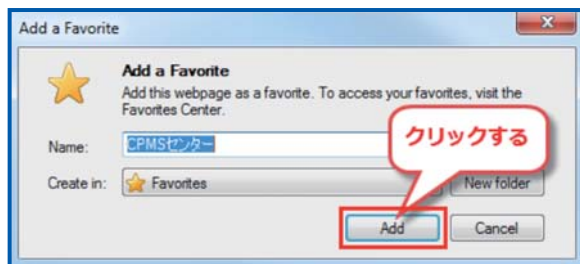 Add a Favorite
Add a Favorite
Add this webpage as a favorite. To access your favorites, visit the
Favorites Center.
Name:
CPMSセンター
クリックする
Create in:
Favorites
New folder
Add
Cancel